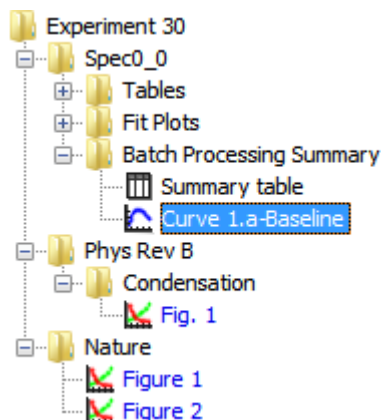 Experiment 30
Spec0_0
Tables
Fit Plots
Batch Processing Summary
Summary table
Curve 1.a-Baseline
Phys Rev B
Condensation
Fig. 1
Nature
Figure 1
Figure 2